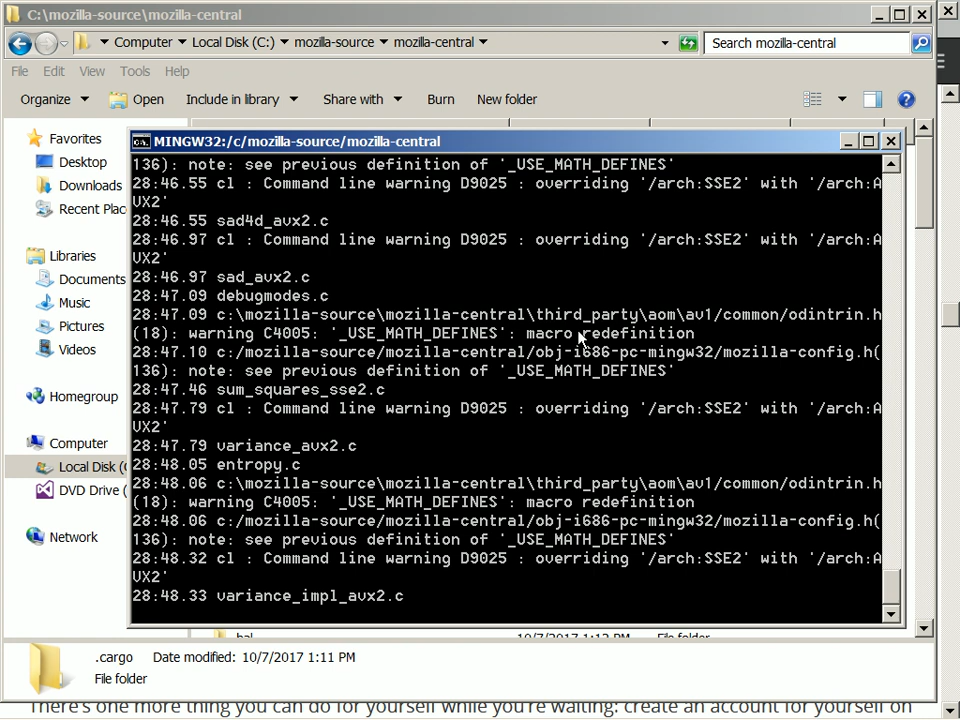 C:\mozilla-source\mozilla-central
Computer Local Disk (C:) mozilla-source mozilla-central
Search mozilla-central
File Edit View Tools Help
Organize Open Include in library Share with Burn New folder
Favorites
Desktop
Downloads
Recent Plac
Libraries
Documents
Music
Pictures
Videos
Homegroup
Computer
Local Disk (
DVD Drive (
Network
MINGW32:/c/mozilla-source/mozilla-central
136): note: see previous definition of '_USE_MATH_DEFINES'
28:46.55 cl : Command line warning D9025 : overriding '/arch:SSE2' with '/arch:A
VX2'
28:46.55 sad4d_avx2.c
28:46.97 cl : Command line warning D9025 : overriding '/arch:SSE2' with '/arch:A
VX2'
28:46.97 sad_avx2.c
28:47.09 debugmodes.c
28:47.09 c:\mozilla-source\mozilla-central\third_party\aom\av1/common/odintrin.h
(18): warning C4005: '_USE_MATH_DEFINES': macro redefinition
28:47.10 c:/mozilla-source/mozilla-central/obj-i686-pc-mingw32/mozilla-config.h(
136): note: see previous definition of '_USE_MATH_DEFINES'
28:47.46 sum_squares_sse2.c
28:47.79 cl : Command line warning D9025 : overriding '/arch:SSE2' with '/arch:A
VX2'
28:47.79 variance_avx2.c
28:48.05 entropy.c
28:48.06 c:\mozilla-source\mozilla-central\third_party\aom\av1/common/odintrin.h
(18): warning C4005: '_USE_MATH_DEFINES': macro redefinition
28:48.06 c:/mozilla-source/mozilla-central/obj-i686-pc-mingw32/mozilla-config.h(
136): note: see previous definition of '_USE_MATH_DEFINES'
28:48.32 cl : Command line warning D9025 : overriding '/arch:SSE2' with '/arch:A
VX2'
28:48.33 variance_impl_avx2.c
hal 10/7/2017 1:12 PM File folder
.cargo Date modified: 10/7/2017 1:11 PM
File folder
There's one more thing you can do for yourself while you're waiting: create an account for yourself on